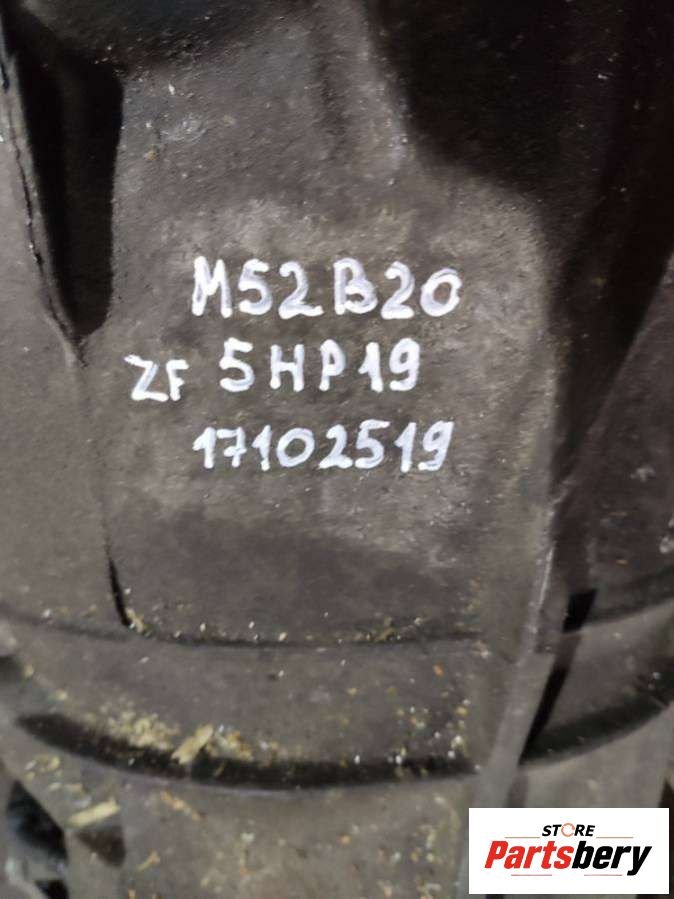 M52B20
ZF 5HP19
17102519
STORE
Partsbery